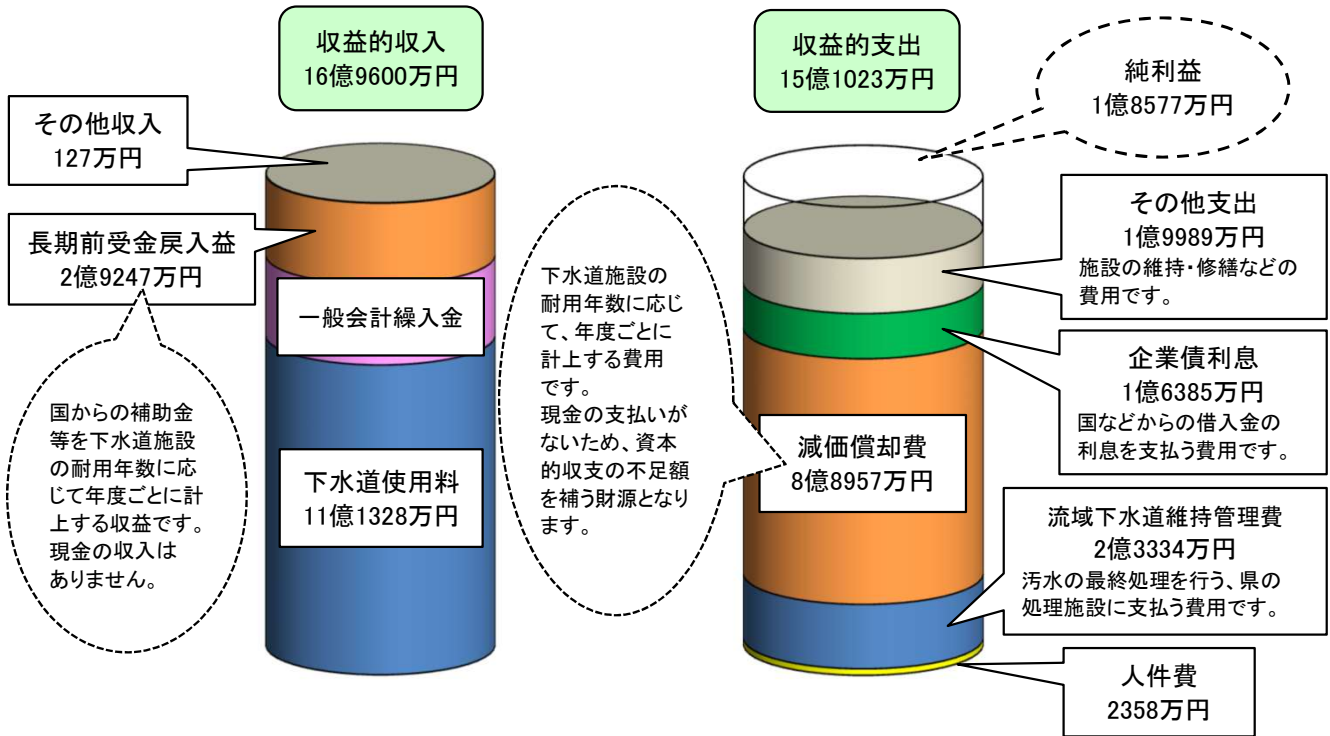 収益的収入
16億9600万円
その他収入
127万円
長期前受金戻入益
2億9247万円
国からの補助金
等を下水道施設
の耐用年数に応
じて年度ごとに計
上する収益です。
現金の収入は
ありません。
一般会計繰入金
下水道使用料
11億1328万円
収益的支出
15億1023万円
純利益
1億8577万円
その他支出
1億9989万円
施設の維持・修繕などの
費用です。
企業債利息
1億6385万円
国などからの借入金の
利息を支払う費用です。
下水道施設の
耐用年数に応じ
て、年度ごとに
計上する費用
です。
現金の支払いが
ないため、資本
的収支の不足額
を補う財源となり
ます。
減価償却費
8億8957万円
流域下水道維持管理費
2億3334万円
汚水の最終処理を行う、県の
処理施設に支払う費用です。
人件費
2358万円